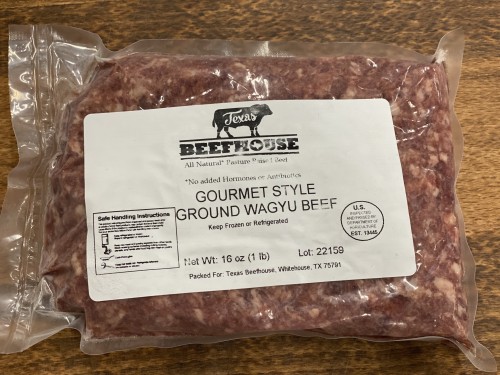 Texas
BEEFHOUSE
All Natural* Pasture Raised Beef
*No added Hormones or Antibiotics
GOURMET STYLE
GROUND WAGYU BEEF
Keep Frozen or Refrigerated
Safe Handling Instructions
U.S.
INSPECTED
AND PASSED BY
DEPARTMENT OF
AGRICULTURE
EST. 13445
Net Wt: 16 oz (1 lb)
Lot: 22159
Packed For: Texas Beefhouse, Whitehouse, TX 75791